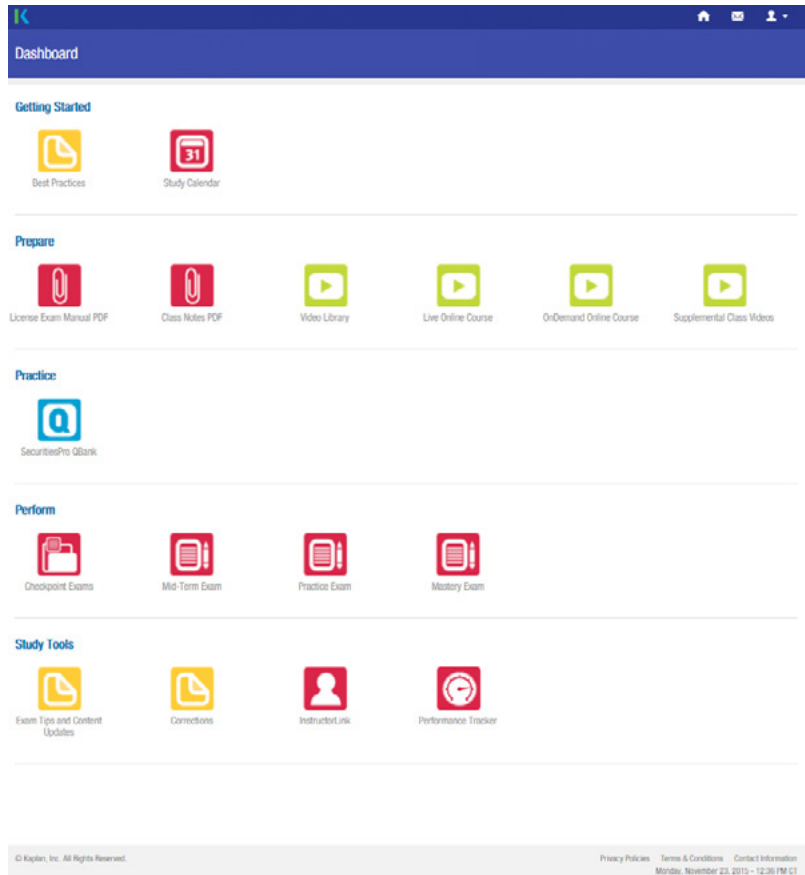 K
Dashboard
Getting Started
31
Best Practices
Study Calendar
Prepare
License Exam Manual PDF
Class Notes PDF
Video Library
Live Online Course
OnDemand Online Course
Supplemental Class Videos
Practice
Q
SecuritiesPro QBank
Perform
Checkpoint Exams
Mid-Term Exam
Practice Exam
Mastery Exam
Study Tools
Exam Tips and Content
Updates
Corrections
InstructorLink
Performance Tracker
© Kaplan, Inc. All Rights Reserved.
Privacy Policies Terms & Conditions Contact Information
Monday, November 23, 2015 - 12:36 PM CT